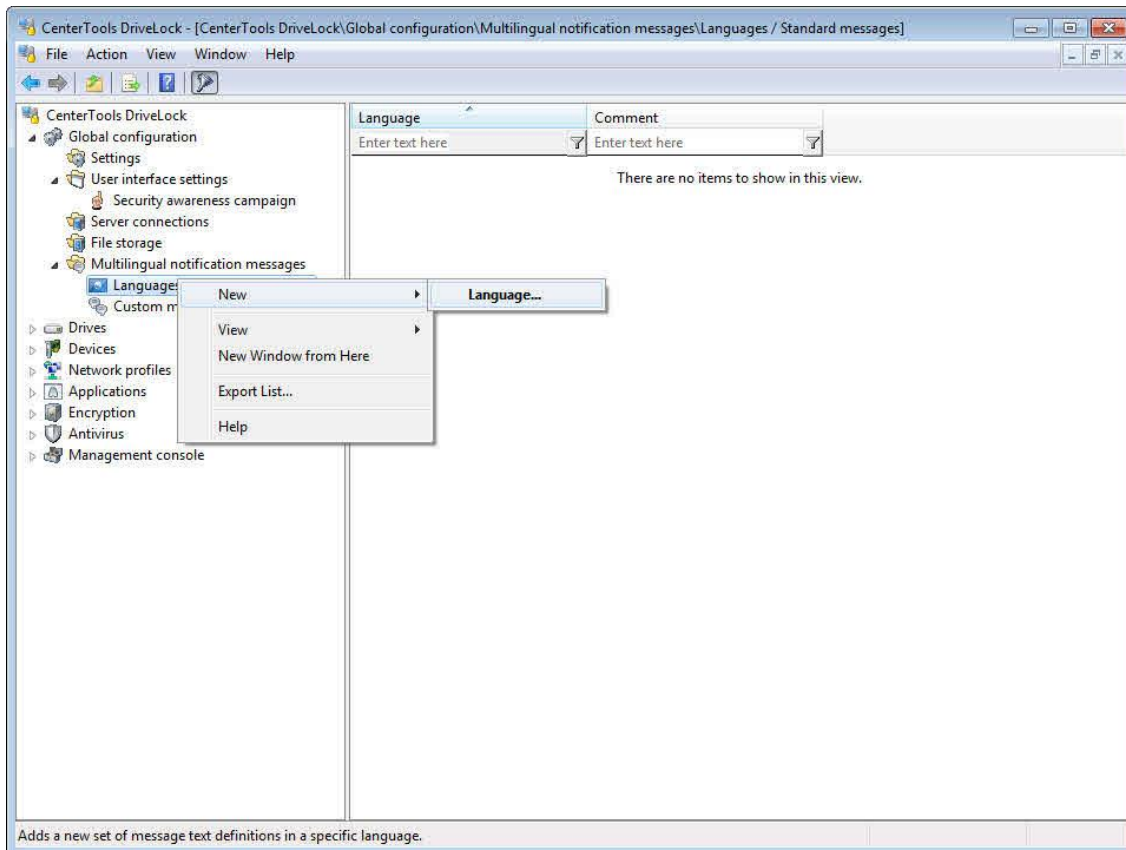 CenterTools DriveLock - [CenterTools DriveLock\Global configuration\Multilingual notification messages\Languages / Standard messages]
File Action View Window Help
CenterTools DriveLock
Global configuration
Settings
User interface settings
Security awareness campaign
Server connections
File storage
Multilingual notification messages
Languages
Custom m
Drives
Devices
Network profiles
Applications
Encryption
Antivirus
Management console
New
View
New Window from Here
Export List...
Help
Language...
Language Comment
Enter text here Enter text here
There are no items to show in this view.
Adds a new set of message text definitions in a specific language.